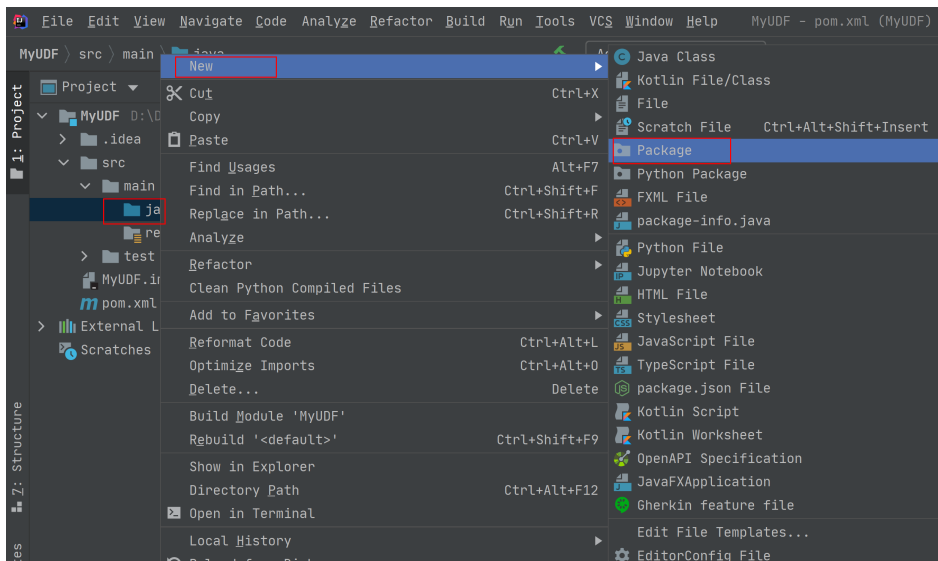 File Edit View Navigate Code Analyze Refactor Build Run Tools VCS Window Help MyUDF - pom.xml (MyUDF)
MyUDF src main java
1: Project
Project
MyUDF D:\D
.idea
src
main
ja
re
test
MyUDF.im
pom.xml
External L
Scratches
7: Structure
New
Cut Ctrl+X
Copy
Paste Ctrl+V
Find Usages Alt+F7
Find in Path... Ctrl+Shift+F
Replace in Path... Ctrl+Shift+R
Analyze
Refactor
Clean Python Compiled Files
Add to Favorites
Reformat Code Ctrl+Alt+L
Optimize Imports Ctrl+Alt+O
Delete... Delete
Build Module 'MyUDF'
Rebuild '<default>' Ctrl+Shift+F9
Show in Explorer
Directory Path Ctrl+Alt+F12
Open in Terminal
Local History
Java Class
Kotlin File/Class
File
Scratch File Ctrl+Alt+Shift+Insert
Package
Python Package
FXML File
package-info.java
Python File
Jupyter Notebook
HTML File
Stylesheet
JavaScript File
TypeScript File
package.json File
Kotlin Script
Kotlin Worksheet
OpenAPI Specification
JavaFXApplication
Gherkin feature file
Edit File Templates...
EditorConfig File